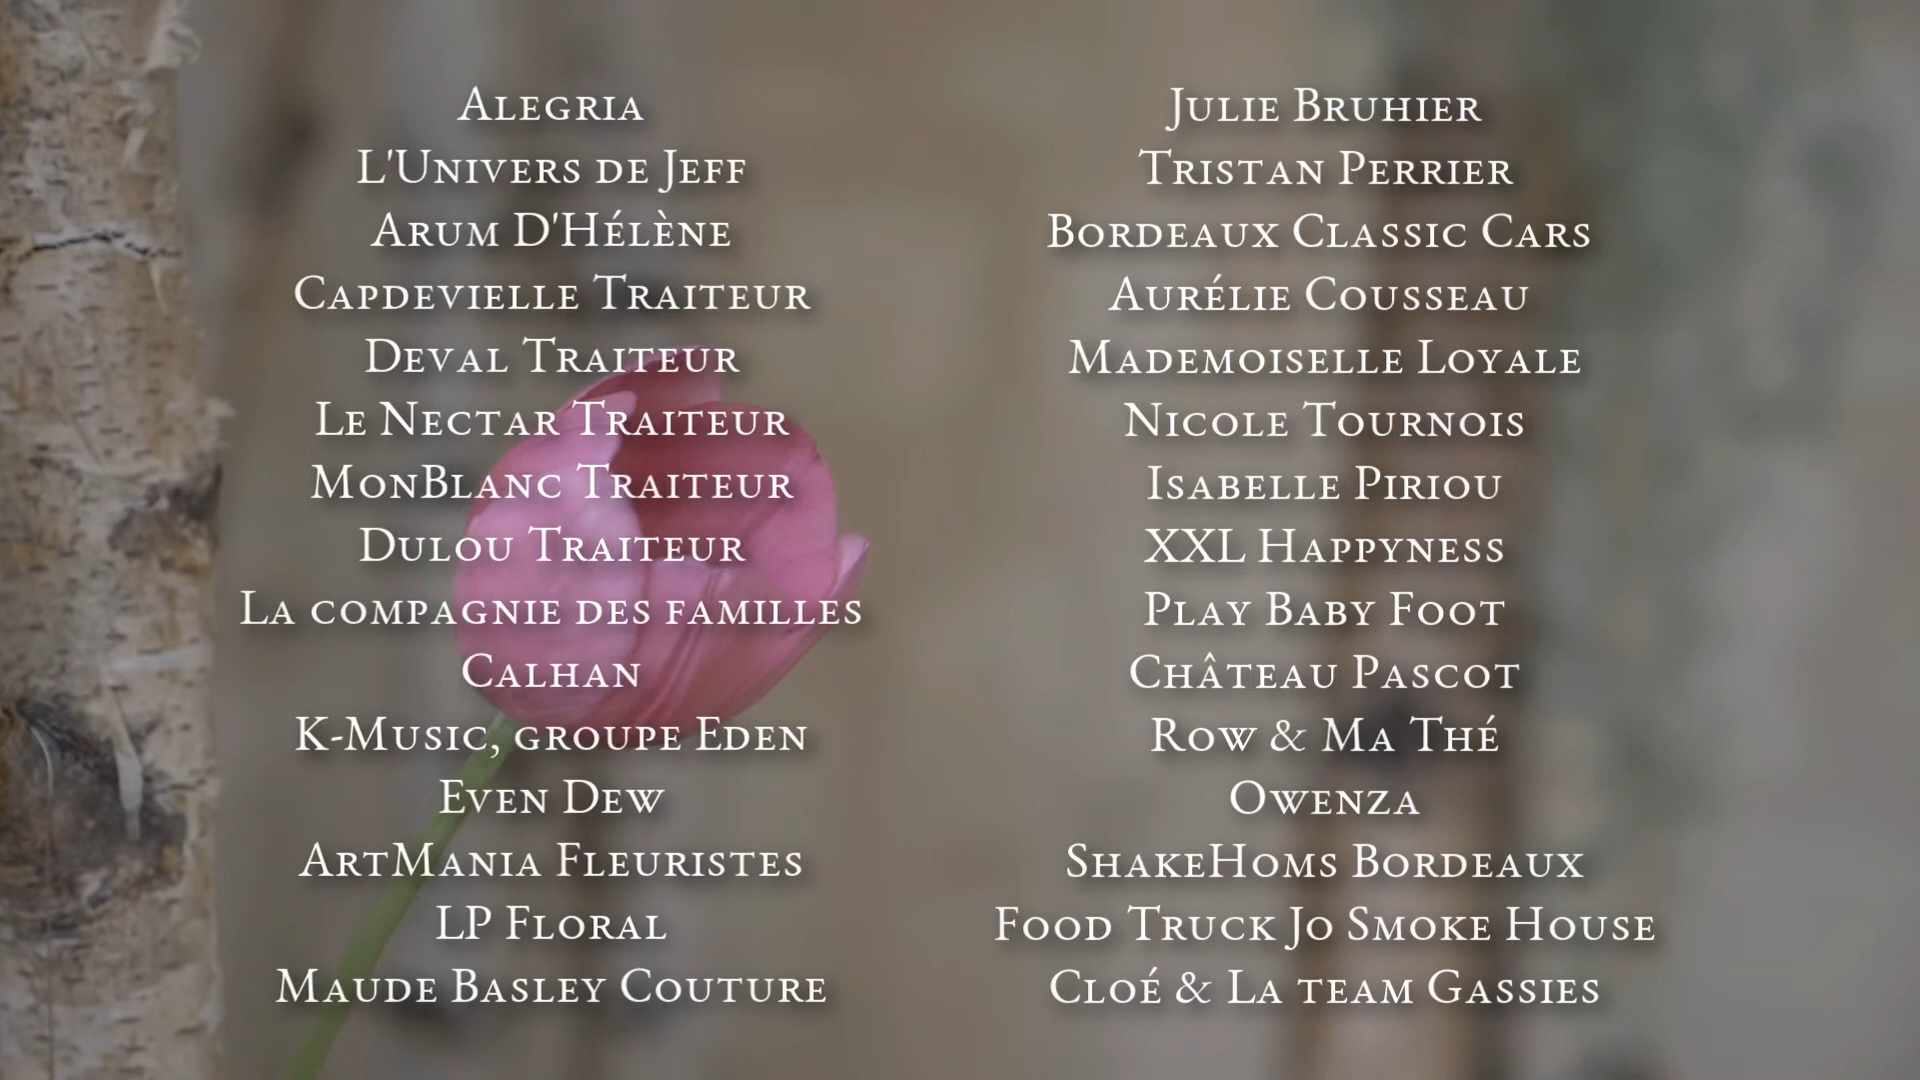 Alegria
L'Univers de Jeff
Arum D'Hélène
Capdevielle Traiteur
Deval Traiteur
Le Nectar Traiteur
MonBlanc Traiteur
Dulou Traiteur
La compagnie des familles
Calhan
K-Music, groupe Eden
Even Dew
ArtMania Fleuristes
LP Floral
Maude Basley Couture
Julie Bruhier
Tristan Perrier
Bordeaux Classic Cars
Aurélie Cousseau
Mademoiselle Loyale
Nicole Tournois
Isabelle Piriou
XXL Happyness
Play Baby Foot
Château Pascot
Row & Ma Thé
Owenza
ShakeHoms Bordeaux
Food Truck Jo Smoke House
Cloé & La team Gassies